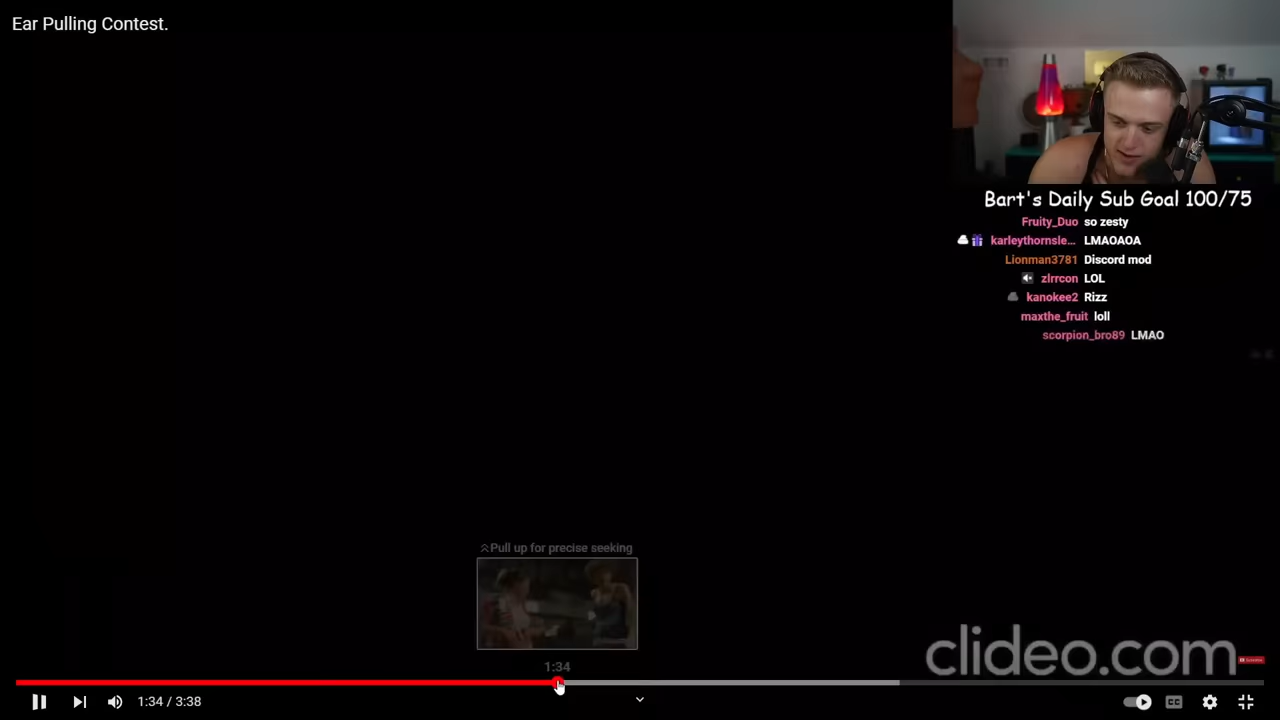 Ear Pulling Contest.
Bart's Daily Sub Goal 100/75
Fruity_Duo so zesty
karleythornsle... LMAOAOA
Lionman3781 Discord mod
zlrrcon LOL
kanokee2 Rizz
maxthe_fruit loll
scorpion_bro89 LMAO
Pull up for precise seeking
1:34
clideo.com
1:34 / 3:38
CC